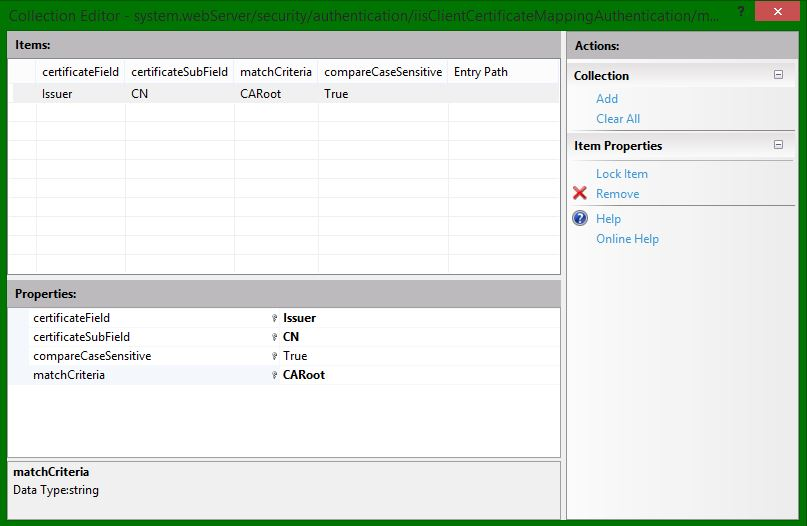 Collection Editor - system.webServer/security/authentication/iisClientCertificateMappingAuthentication/m... ?
Items:
certificateField certificateSubField matchCriteria compareCaseSensitive Entry Path
Issuer CN CARoot True
Properties:
certificateField Issuer
certificateSubField CN
compareCaseSensitive True
matchCriteria CARoot
matchCriteria
Data Type:string
Actions:
Collection
Add
Clear All
Item Properties
Lock Item
Remove
Help
Online Help